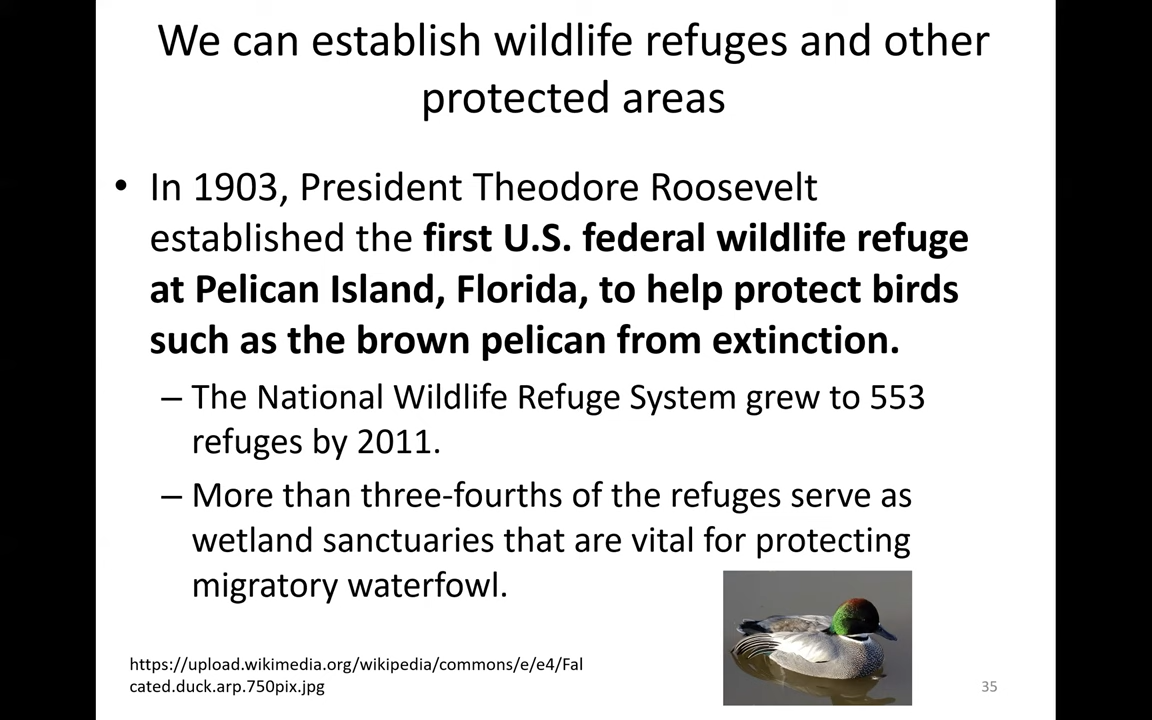 We can establish wildlife refuges and other
protected areas
• In 1903, President Theodore Roosevelt
established the first U.S. federal wildlife refuge
at Pelican Island, Florida, to help protect birds
such as the brown pelican from extinction.
– The National Wildlife Refuge System grew to 553
refuges by 2011.
– More than three-fourths of the refuges serve as
wetland sanctuaries that are vital for protecting
migratory waterfowl.
https://upload.wikimedia.org/wikipedia/commons/e/e4/Fal
cated.duck.arp.750pix.jpg
35